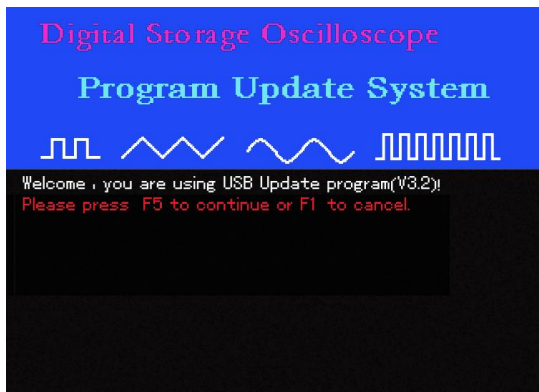 Digital Storage Oscilloscope
Program Update System
Welcome , you are using USB Update program(V3.2)!
Please press F5 to continue or F1 to cancel.